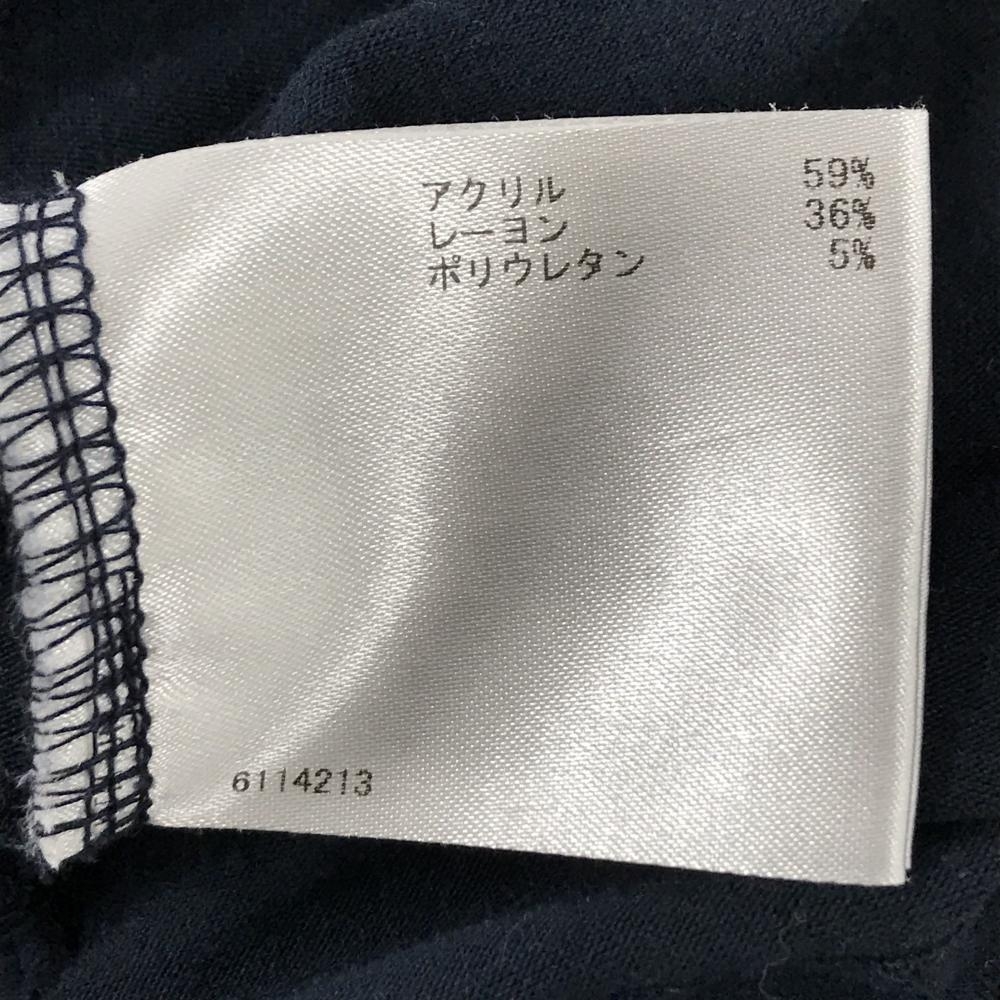 アクリル 59%
レーヨン 36%
ポリウレタン 5%
6114213